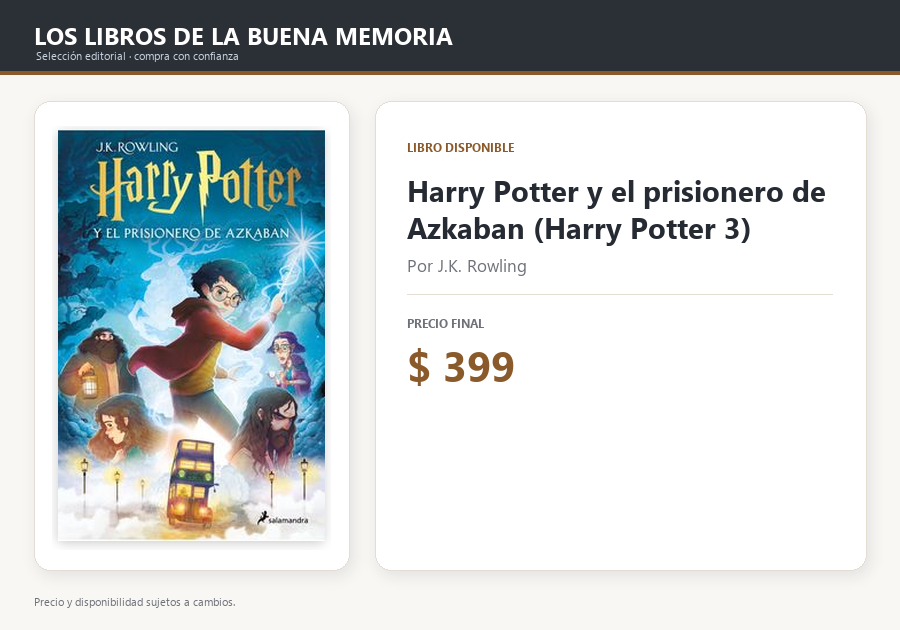 LOS LIBROS DE LA BUENA MEMORIA
Selección editorial · compra con confianza
J.K. ROWLING
Harry Potter
Y EL PRISIONERO DE AZKABAN
salamandra
LIBRO DISPONIBLE
Harry Potter y el prisionero de
Azkaban (Harry Potter 3)
Por J.K. Rowling
PRECIO FINAL
$ 399
Precio y disponibilidad sujetos a cambios.